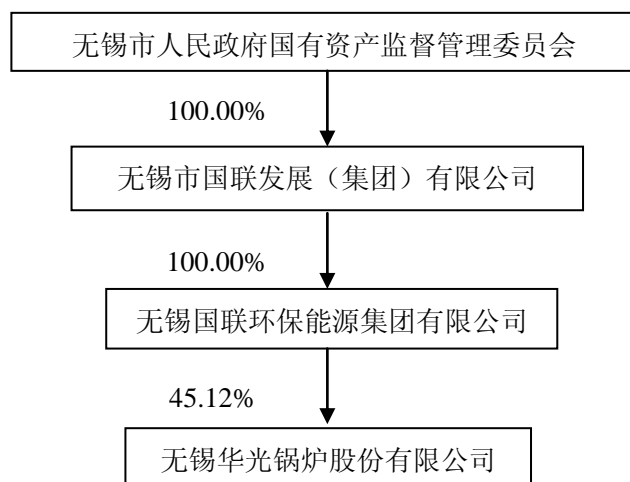 无锡市人民政府国有资产监督管理委员会
100.00%
无锡市国联发展（集团）有限公司
100.00%
无锡国联环保能源集团有限公司
45.12%
无锡华光锅炉股份有限公司